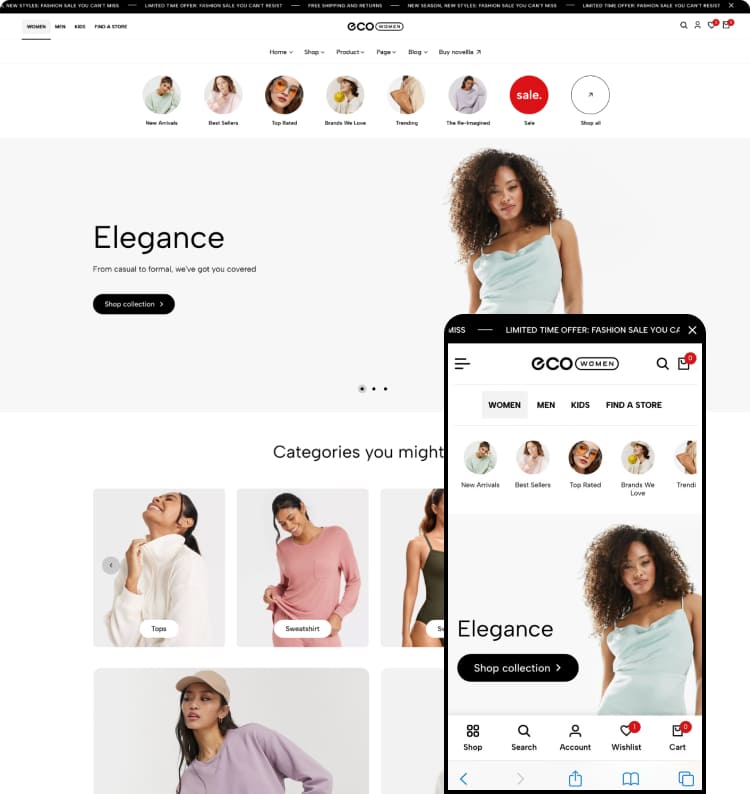 NEW STYLES: FASHION SALE YOU CAN'T MISS — LIMITED TIME OFFER: FASHION SALE YOU CAN'T RESIST — FREE SHIPPING AND RETURNS — NEW SEASON, NEW STYLES: FASHION SALE YOU CAN'T MISS — LIMITED TIME OFFER: FASHION SALE YOU CAN'T RESIST
WOMEN MEN KIDS FIND A STORE
eco WOMEN
Home Shop Product Page Blog Buy novellla
sale.
New Arrivals Best Sellers Top Rated Brands We Love Trending The Re-Imagined Sale Shop all
Elegance
From casual to formal, we've got you covered
Shop collection
Categories you might
Tops Sweatshirt
MISS — LIMITED TIME OFFER: FASHION SALE YOU CA
eco WOMEN 0
WOMEN MEN KIDS FIND A STORE
New Arrivals Best Sellers Top Rated Brands We Love Trendi
Elegance
Shop collection
1 0
Shop Search Account Wishlist Cart